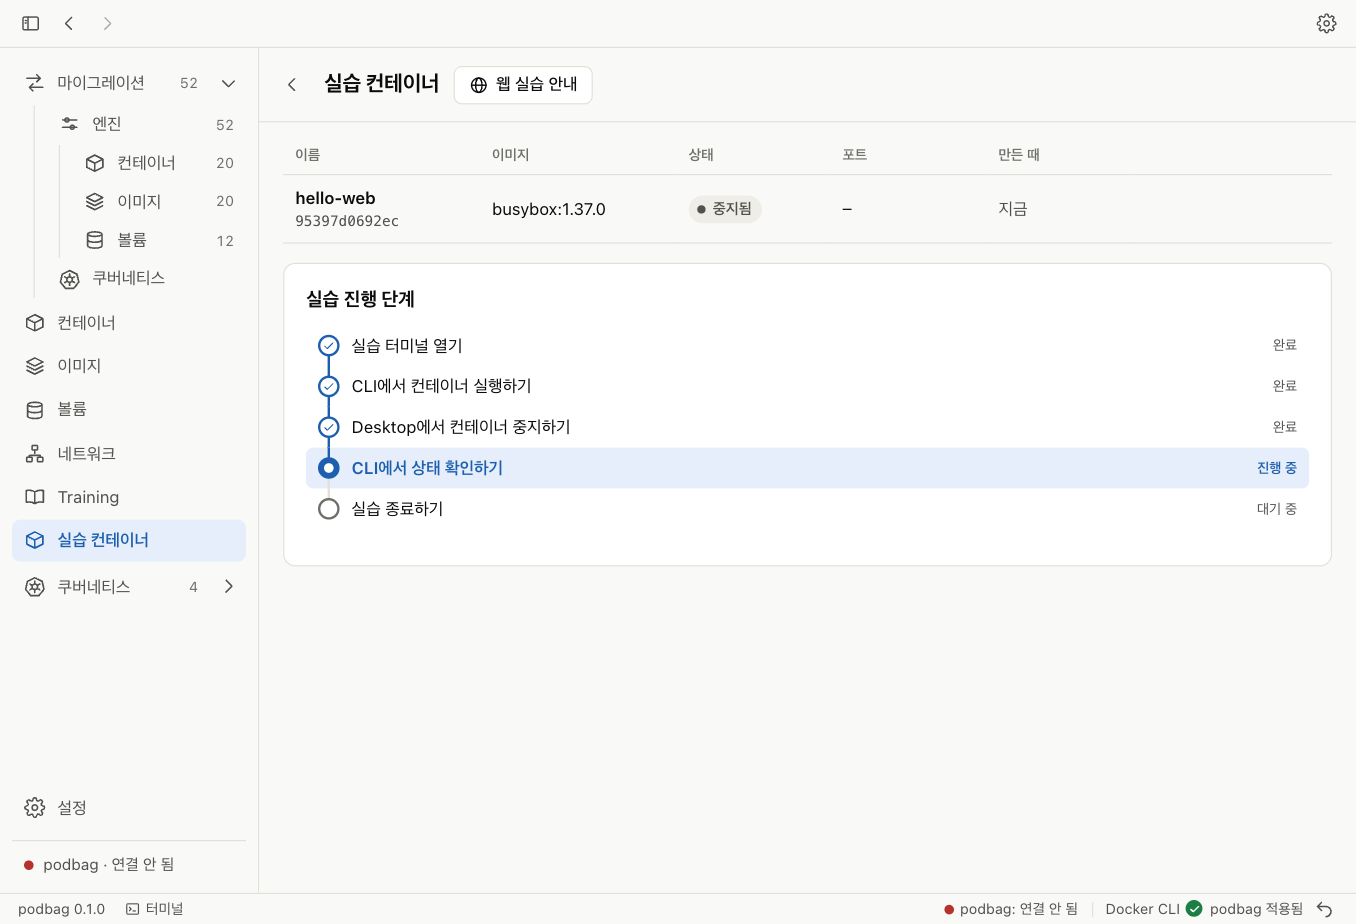 마이그레이션 52
엔진 52
컨테이너 20
이미지 20
볼륨 12
쿠버네티스
컨테이너
이미지
볼륨
네트워크
Training
실습 컨테이너
쿠버네티스 4
설정
podbag · 연결 안 됨
실습 컨테이너
웹 실습 안내
이름 이미지 상태 포트 만든 때
hello-web
95397d0692ec
busybox:1.37.0
중지됨
–
지금
실습 진행 단계
실습 터미널 열기 완료
CLI에서 컨테이너 실행하기 완료
Desktop에서 컨테이너 중지하기 완료
CLI에서 상태 확인하기 진행 중
실습 종료하기 대기 중
podbag 0.1.0 터미널
podbag: 연결 안 됨 Docker CLI podbag 적용됨